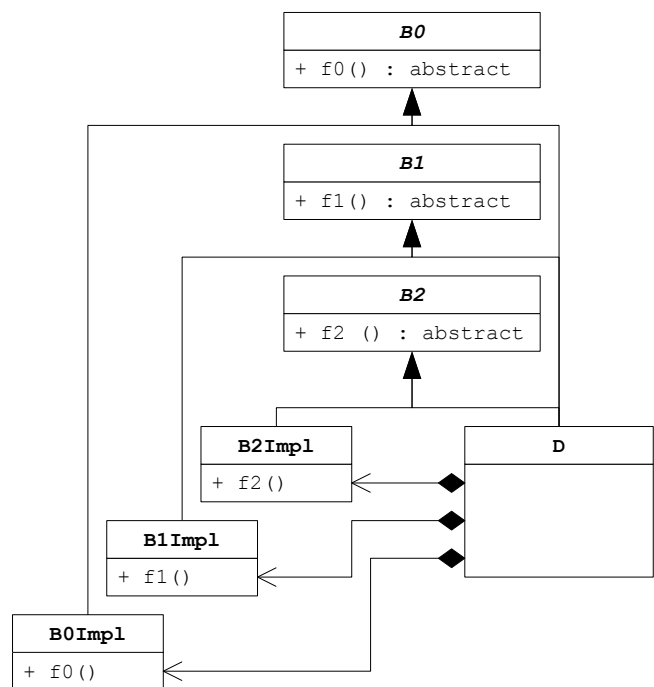 B0
+ f0() : abstract
B1
+ f1() : abstract
B2
+ f2 () : abstract
B2Impl
+ f2()
D
B1Impl
+ f1()
B0Impl
+ f0()